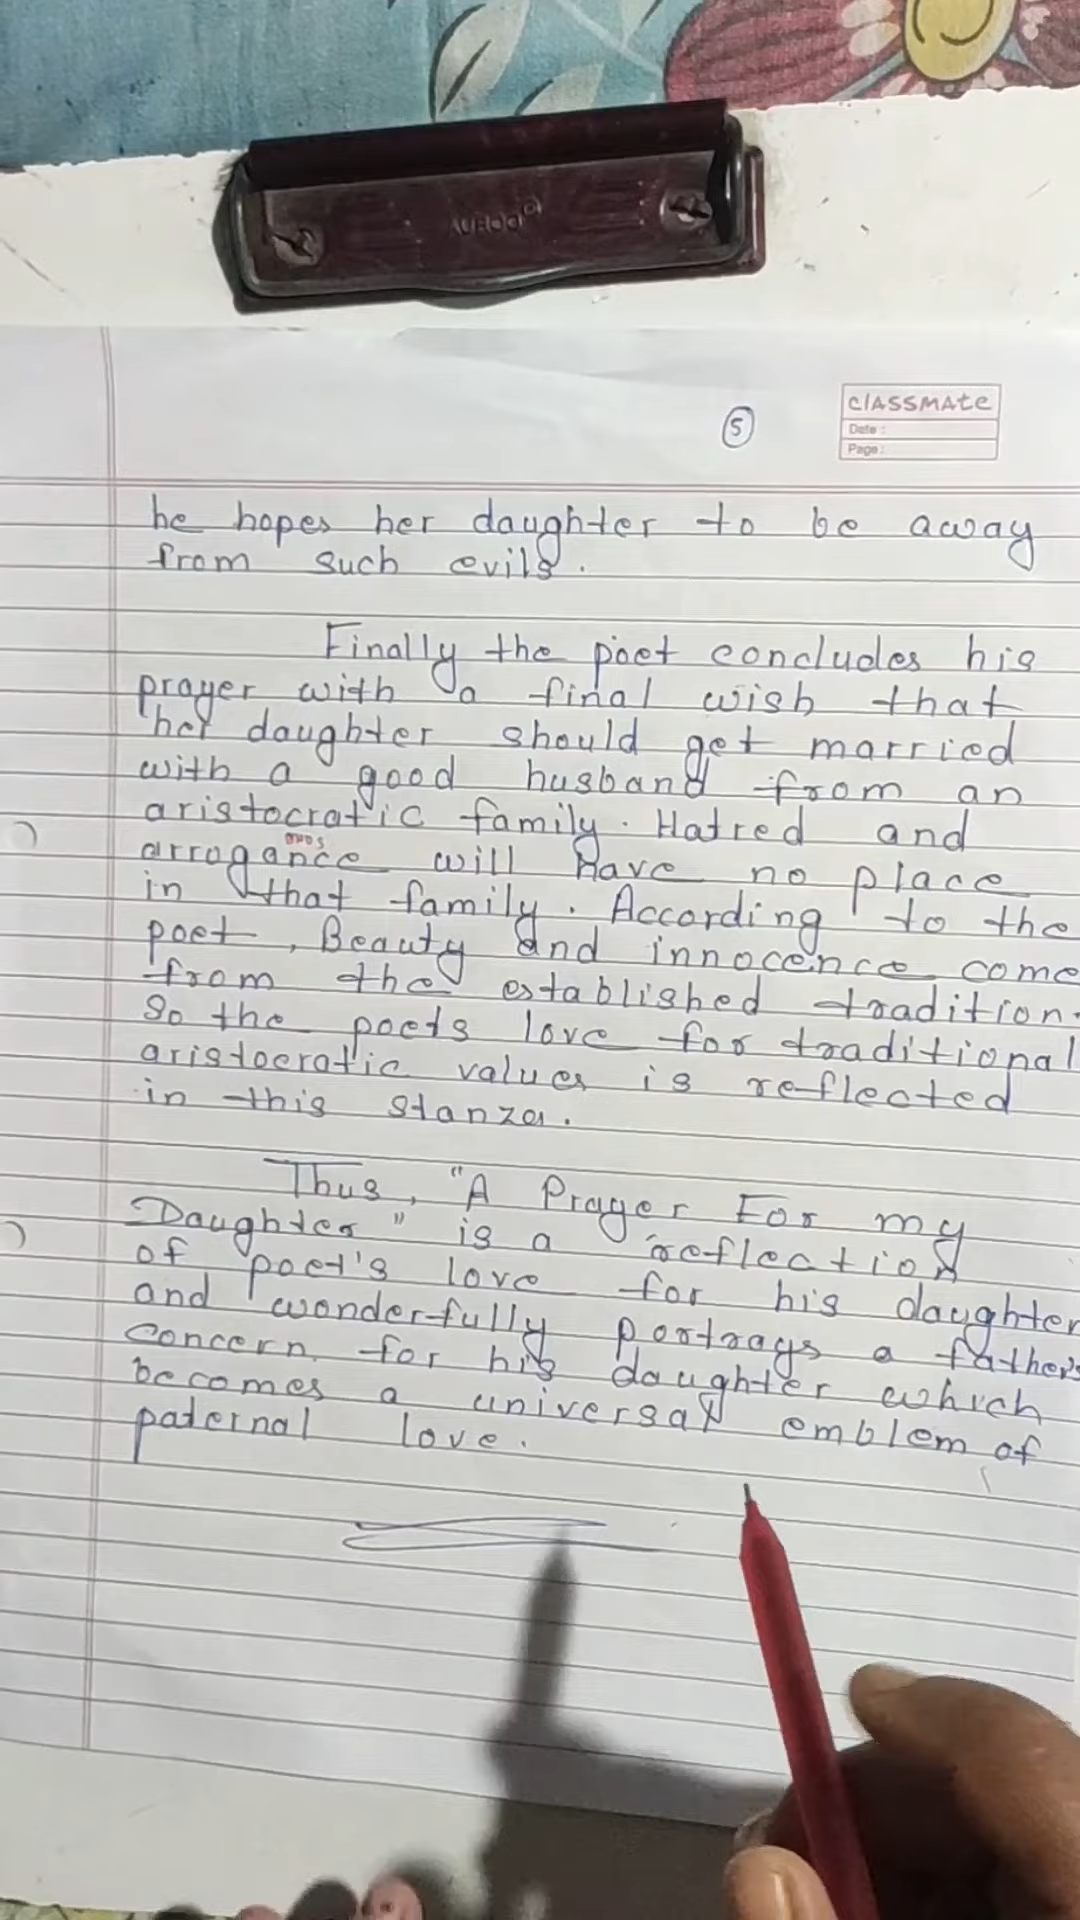 5
classmate
Date :
Page :
he hopes her daughter to be away
from such evils.
Finally the poet concludes his
prayer with a final wish that
her daughter should get married
with a good husband from an
aristocratic family. Hatred and
arrogance will have no place
in that family. According to the
poet, Beauty and innocence come
from the established tradition.
So the poets love for traditional
aristocratic values is reflected
in this stanza.
Thus, "A Prayer For my
Daughter" is a reflection
of poet's love for his daughter
and wonderfully portrays a father's
concern for his daughter which
becomes a universal emblem of
paternal love.